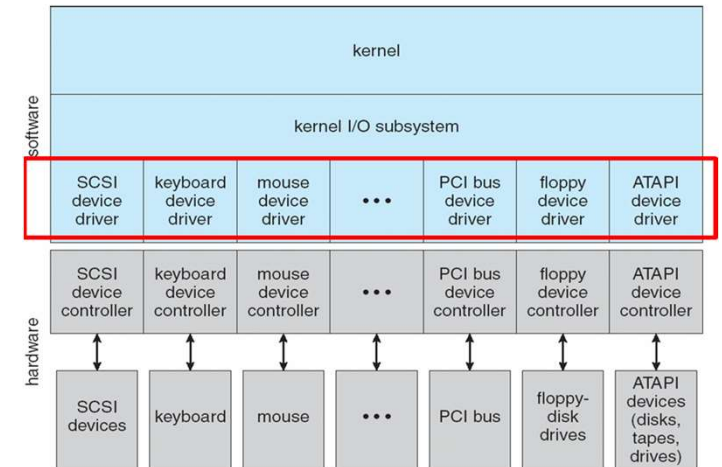 kernel
kernel I/O subsystem
software
SCSI
device
driver
keyboard
device
driver
mouse
device
driver
•••
PCI bus
device
driver
floppy
device
driver
ATAPI
device
driver
SCSI
device
controller
keyboard
device
controller
mouse
device
controller
•••
PCI bus
device
controller
floppy
device
controller
ATAPI
device
controller
hardware
SCSI
devices
keyboard
mouse
•••
PCI bus
floppy-
disk
drives
ATAPI
devices
(disks,
tapes,
drives)